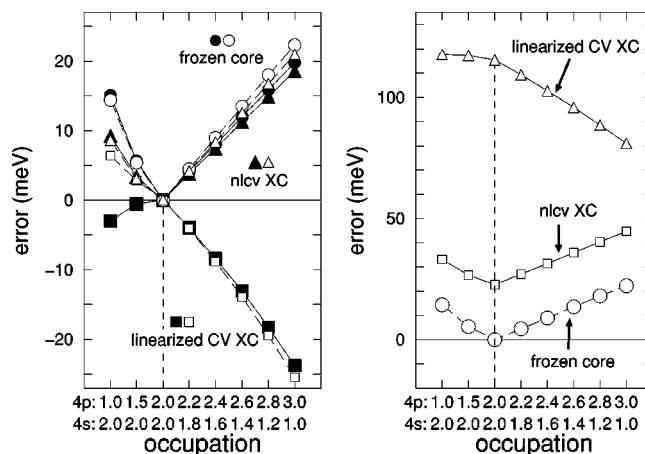 20
10
0
−10
−20
error (meV)
frozen core
nlcv XC
linearized CV XC
4p: 1.0 1.5 2.0 2.2 2.4 2.6 2.8 3.0
4s: 2.0 2.0 2.0 1.8 1.6 1.4 1.2 1.0
occupation
100
50
0
error (meV)
linearized CV XC
nlcv XC
frozen core
4p: 1.0 1.5 2.0 2.2 2.4 2.6 2.8 3.0
4s: 2.0 2.0 2.0 1.8 1.6 1.4 1.2 1.0
occupation